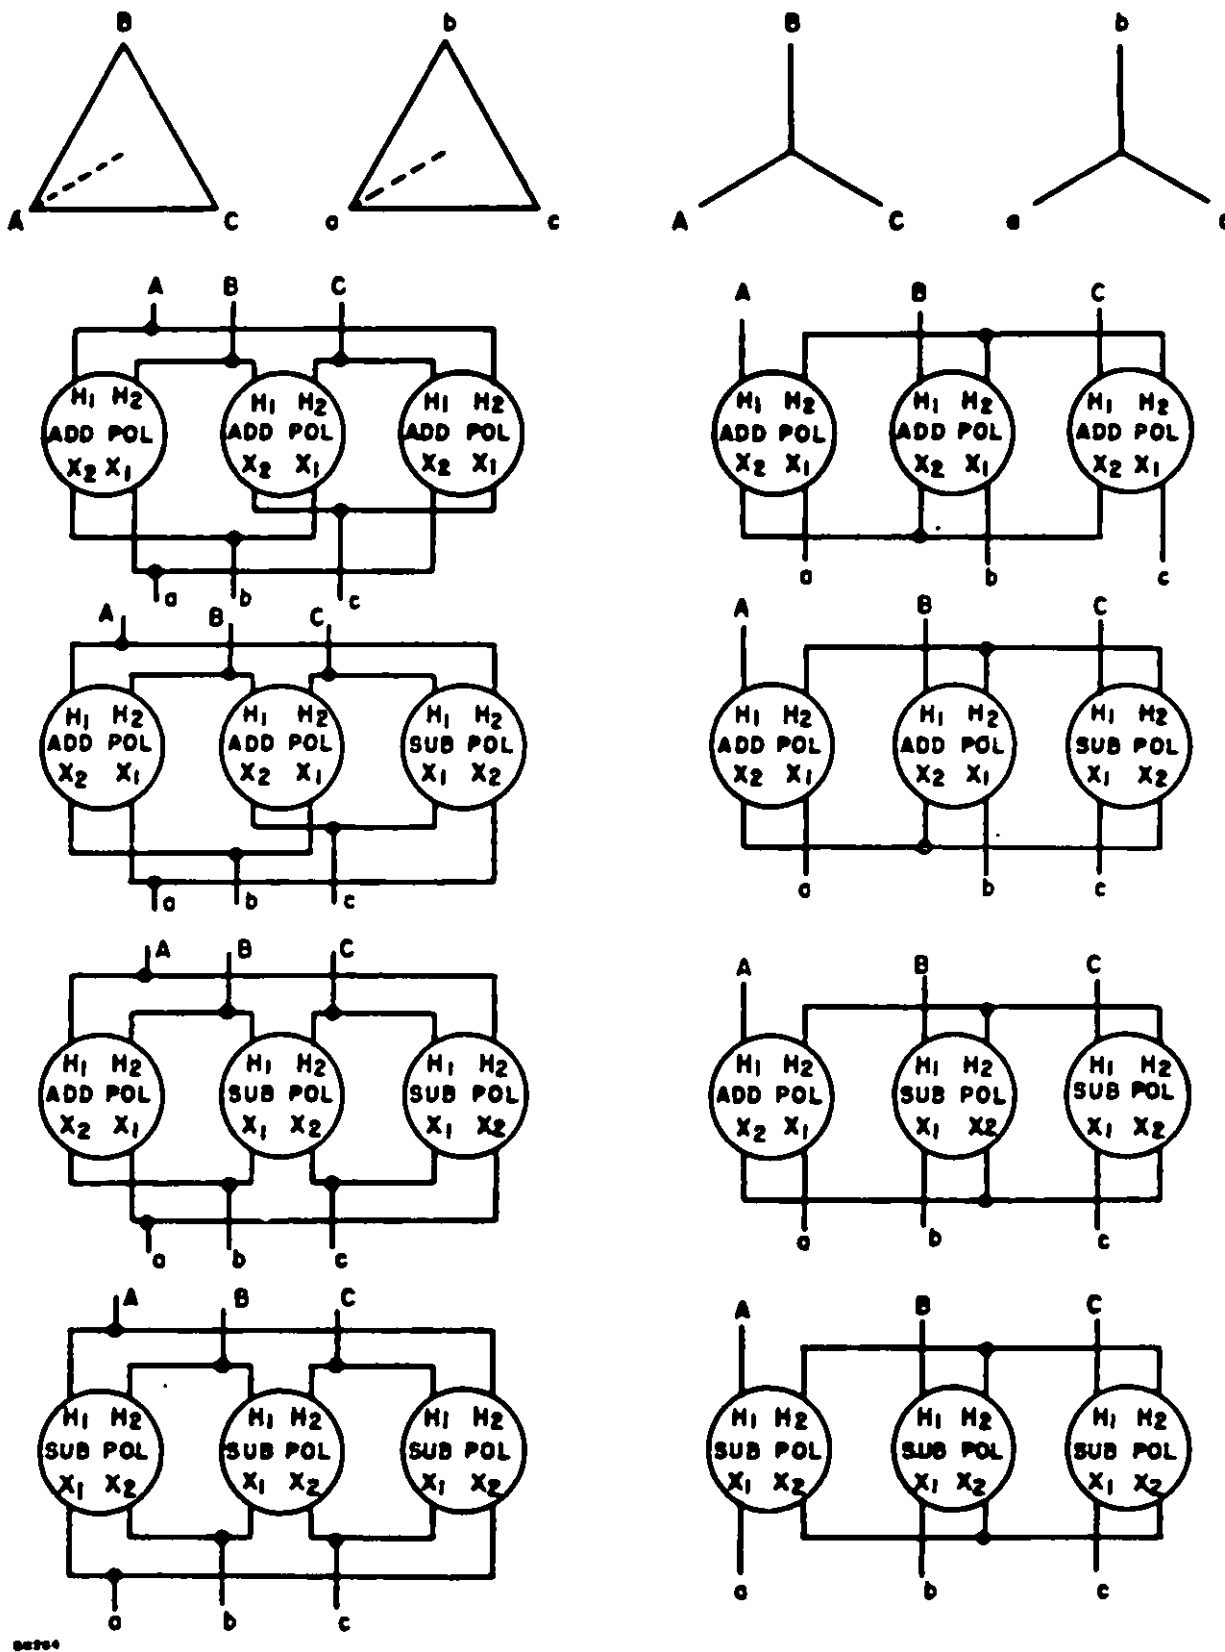 B b B b
A C a c A C a c
A B C A B C
H1 H2 H1 H2 H1 H2 H1 H2 H1 H2 H1 H2
ADD POL ADD POL ADD POL ADD POL ADD POL ADD POL
X2 X1 X2 X1 X2 X1 X2 X1 X2 X1 X2 X1
a b c a b c
A B C A B C
H1 H2 H1 H2 H1 H2 H1 H2 H1 H2 H1 H2
ADD POL ADD POL SUB POL ADD POL ADD POL SUB POL
X2 X1 X2 X1 X1 X2 X2 X1 X2 X1 X1 X2
a b c a b c
A B C A B C
H1 H2 H1 H2 H1 H2 H1 H2 H1 H2 H1 H2
ADD POL SUB POL SUB POL ADD POL SUB POL SUB POL
X2 X1 X1 X2 X1 X2 X2 X1 X1 X2 X1 X2
a b c a b c
A B C A B C
H1 H2 H1 H2 H1 H2 H1 H2 H1 H2 H1 H2
SUB POL SUB POL SUB POL SUB POL SUB POL SUB POL
X1 X2 X1 X2 X1 X2 X1 X2 X1 X2 X1 X2
a b c a b c